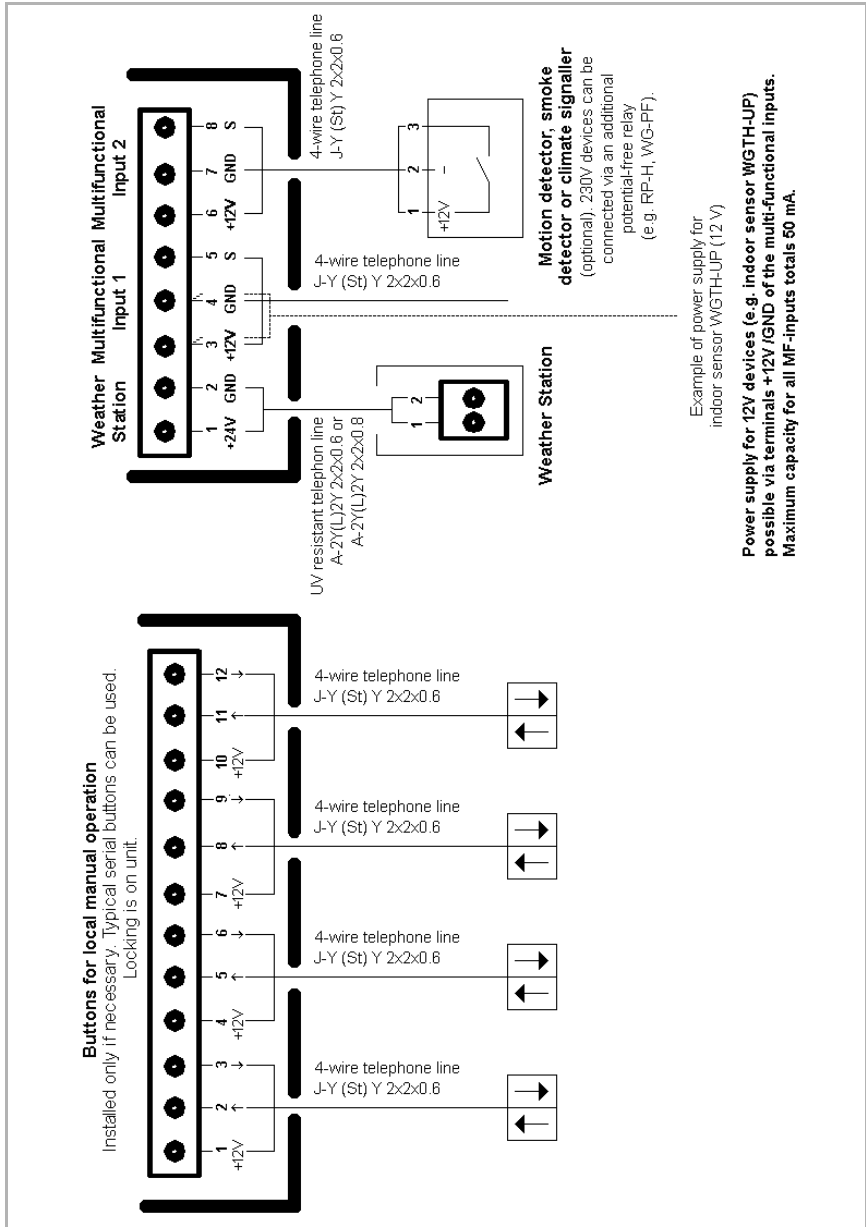 Buttons for local manual operation
Installed only if necessary. Typical serial buttons can be used.
Locking is on unit.
1 2 3 4 5 6 7 8 9 10 11 12
+12V ← → +12V ← → +12V ← → +12V ← →
4-wire telephone line
J-Y (St) Y 2x2x0.6
4-wire telephone line
J-Y (St) Y 2x2x0.6
4-wire telephone line
J-Y (St) Y 2x2x0.6
4-wire telephone line
J-Y (St) Y 2x2x0.6
Weather
Station
Multifunctional
Input 1
Multifunctional
Input 2
1 2 3 4 5 6 7 8
+24V GND +12V GND S +12V GND S
UV resistant telephon line
A-2Y(L)2Y 2x2x0.6 or
A-2Y(L)2Y 2x2x0.8
4-wire telephone line
J-Y (St) Y 2x2x0.6
4-wire telephone line
J-Y (St) Y 2x2x0.6
1 2
Weather Station
1 2 3
+12V –
Motion detector, smoke
detector or climate signaller
(optional). 230V devices can be
connected via an additional
potential-free relay
(e.g. RP-H, WG-PF).
Example of power supply for
indoor sensor WGTH-UP (12 V)
Power supply for 12V devices (e.g. indoor sensor WGTH-UP)
possible via terminals +12V /GND of the multi-functional inputs.
Maximum capacity for all MF-inputs totals 50 mA.